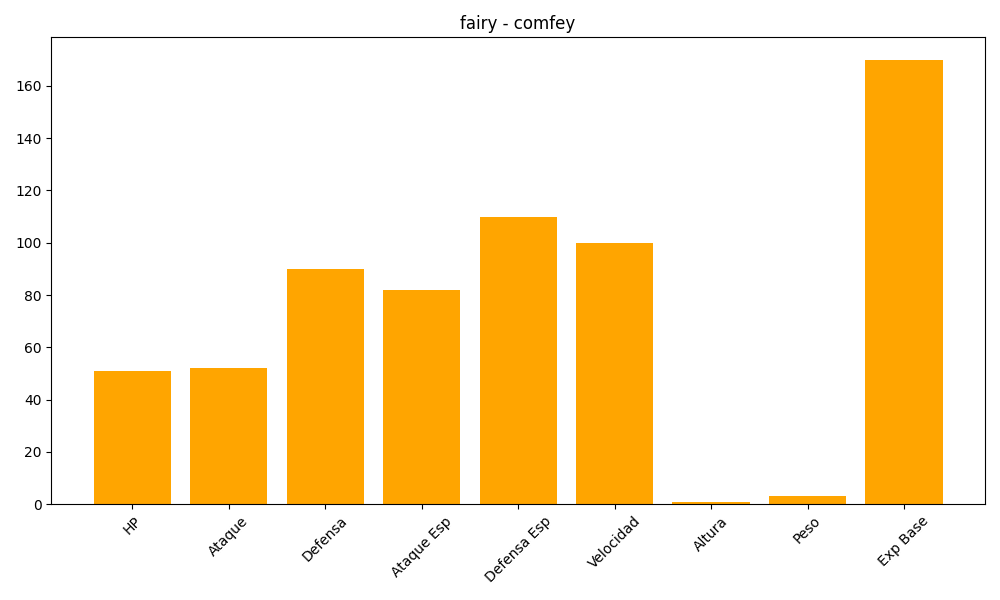 fairy - comfey
160
140
120
100
80
60
40
20
0
HP
Ataque
Defensa
Ataque Esp
Defensa Esp
Velocidad
Altura
Peso
Exp Base